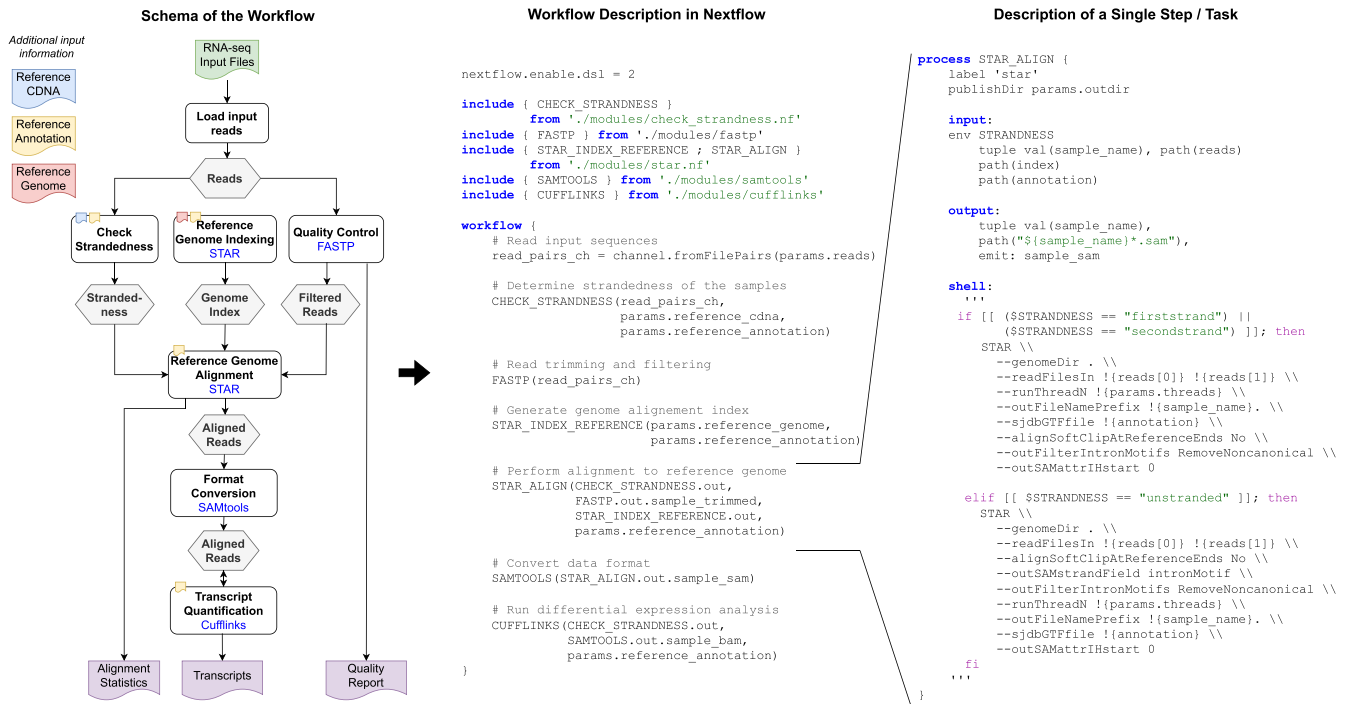 Schema of the Workflow
Additional input
information
Reference
CDNA
Reference
Annotation
Reference
Genome
RNA-seq
Input Files
Load input
reads
Reads
Check
Strandedness
Reference
Genome Indexing
STAR
Quality Control
FASTP
Stranded-
ness
Genome
Index
Filtered
Reads
Reference Genome
Alignment
STAR
Aligned
Reads
Format
Conversion
SAMtools
Aligned
Reads
Transcript
Quantification
Cufflinks
Alignment
Statistics
Transcripts
Quality
Report
Workflow Description in Nextflow
nextflow.enable.dsl = 2
include { CHECK_STRANDNESS }
from './modules/check_strandness.nf'
include { FASTP } from './modules/fastp'
include { STAR_INDEX_REFERENCE ; STAR_ALIGN }
from './modules/star.nf'
include { SAMTOOLS } from './modules/samtools'
include { CUFFLINKS } from './modules/cufflinks'
workflow {
# Read input sequences
read_pairs_ch = channel.fromFilePairs(params.reads)
# Determine strandedness of the samples
CHECK_STRANDNESS(read_pairs_ch,
params.reference_cdna,
params.reference_annotation)
# Read trimming and filtering
FASTP(read_pairs_ch)
# Generate genome alignement index
STAR_INDEX_REFERENCE(params.reference_genome,
params.reference_annotation)
# Perform alignment to reference genome
STAR_ALIGN(CHECK_STRANDNESS.out,
FASTP.out.sample_trimmed,
STAR_INDEX_REFERENCE.out,
params.reference_annotation)
# Convert data format
SAMTOOLS(STAR_ALIGN.out.sample_sam)
# Run differential expression analysis
CUFFLINKS(CHECK_STRANDNESS.out,
SAMTOOLS.out.sample_bam,
params.reference_annotation)
}
Description of a Single Step / Task
process STAR_ALIGN {
label 'star'
publishDir params.outdir
input:
env STRANDNESS
tuple val(sample_name), path(reads)
path(index)
path(annotation)
output:
tuple val(sample_name),
path("${sample_name}*.sam"),
emit: sample_sam
shell:
'''
if [[ ($STRANDNESS == "firststrand") ||
($STRANDNESS == "secondstrand") ]]; then
STAR \\
--genomeDir . \\
--readFilesIn !{reads[0]} !{reads[1]} \\
--runThreadN !{params.threads} \\
--outFileNamePrefix !{sample_name}. \\
--sjdbGTFfile !{annotation} \\
--alignSoftClipAtReferenceEnds No \\
--outFilterIntronMotifs RemoveNoncanonical \\
--outSAMattrIHstart 0
elif [[ $STRANDNESS == "unstranded" ]]; then
STAR \\
--genomeDir . \\
--readFilesIn !{reads[0]} !{reads[1]} \\
--alignSoftClipAtReferenceEnds No \\
--outSAMstrandField intronMotif \\
--outFilterIntronMotifs RemoveNoncanonical \\
--runThreadN !{params.threads} \\
--outFileNamePrefix !{sample_name}. \\
--sjdbGTFfile !{annotation} \\
--outSAMattrIHstart 0
fi
'''
}